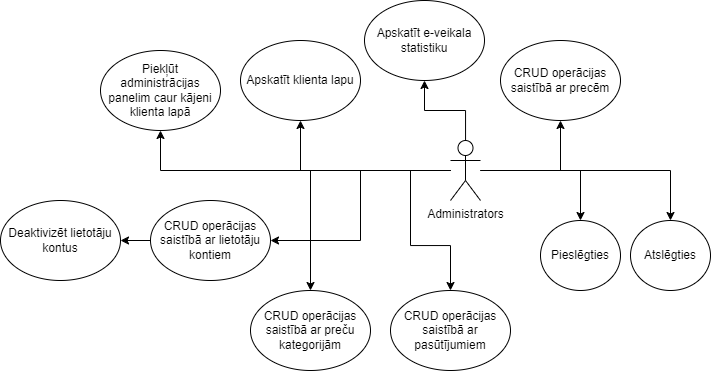 Apskatīt e-veikala
statistiku
Piekļūt
administrācijas
panelim caur kājeni
klienta lapā
Apskatīt klienta lapu
CRUD operācijas
saistībā ar precēm
Administrators
Deaktivizēt lietotāju
kontus
CRUD operācijas
saistībā ar lietotāju
kontiem
Pieslēgties
Atslēgties
CRUD operācijas
saistībā ar preču
kategorijām
CRUD operācijas
saistībā ar
pasūtījumiem